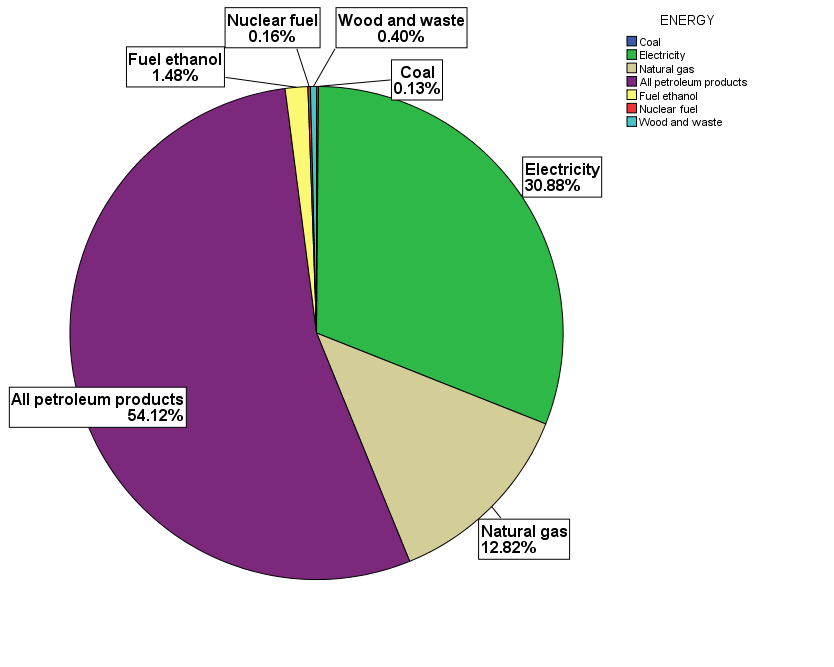 Nuclear fuel
0.16%
Wood and waste
0.40%
Fuel ethanol
1.48%
Coal
0.13%
Electricity
30.88%
All petroleum products
54.12%
Natural gas
12.82%
ENERGY
Coal
Electricity
Natural gas
All petroleum products
Fuel ethanol
Nuclear fuel
Wood and waste